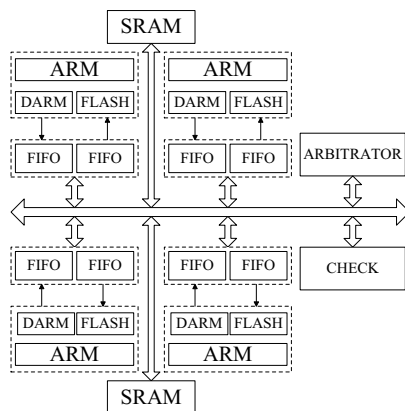 SRAM
ARM ARM
DARM FLASH DARM FLASH
FIFO FIFO FIFO FIFO
ARBITRATOR
FIFO FIFO FIFO FIFO
CHECK
DARM FLASH DARM FLASH
ARM ARM
SRAM